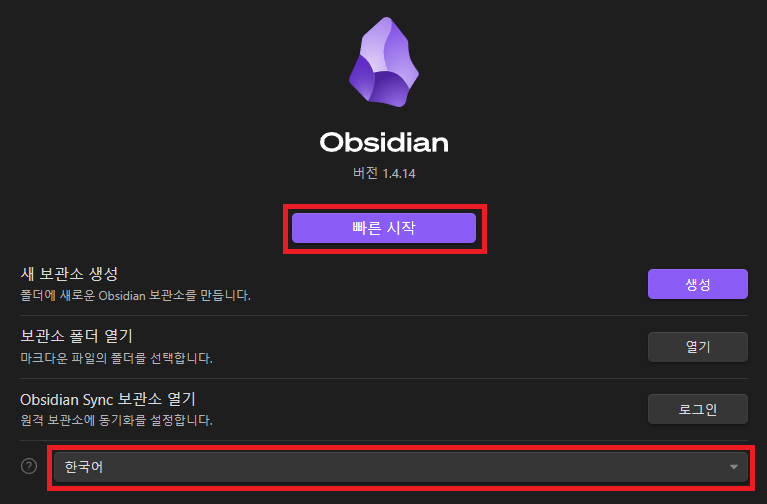 Obsidian
버전 1.4.14
빠른 시작
새 보관소 생성
폴더에 새로운 Obsidian 보관소를 만듭니다.
생성
보관소 폴더 열기
마크다운 파일의 폴더를 선택합니다.
열기
Obsidian Sync 보관소 열기
원격 보관소에 동기화를 설정합니다.
로그인
?
한국어